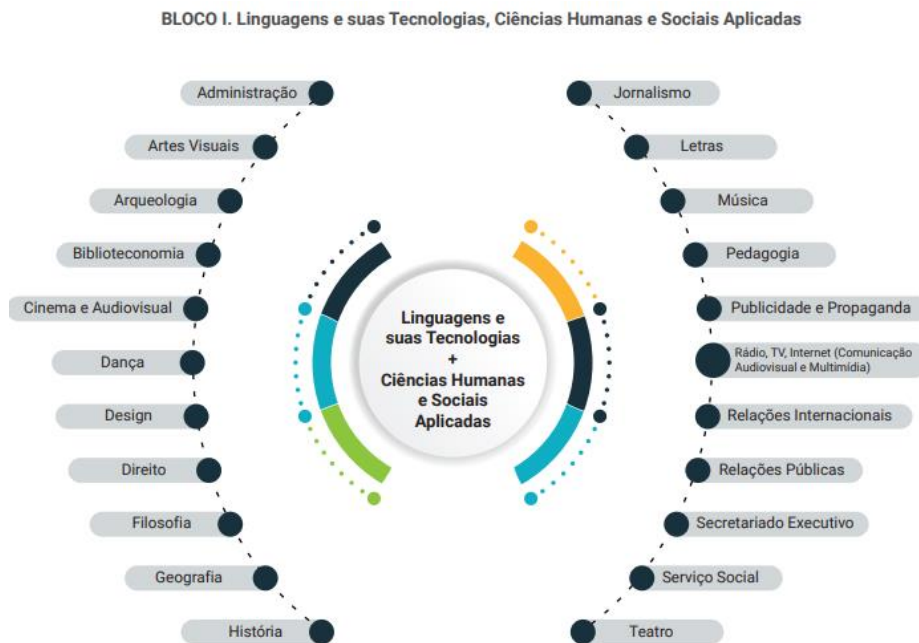 BLOCO I. Linguagens e suas Tecnologias, Ciências Humanas e Sociais Aplicadas
Administração
Artes Visuais
Arqueologia
Biblioteconomia
Cinema e Audiovisual
Dança
Design
Direito
Filosofia
Geografia
História
Linguagens e
suas Tecnologias
+
Ciências Humanas
e Sociais
Aplicadas
Jornalismo
Letras
Música
Pedagogia
Publicidade e Propaganda
Rádio, TV, Internet (Comunicação
Audiovisual e Multimídia)
Relações Internacionais
Relações Públicas
Secretariado Executivo
Serviço Social
Teatro